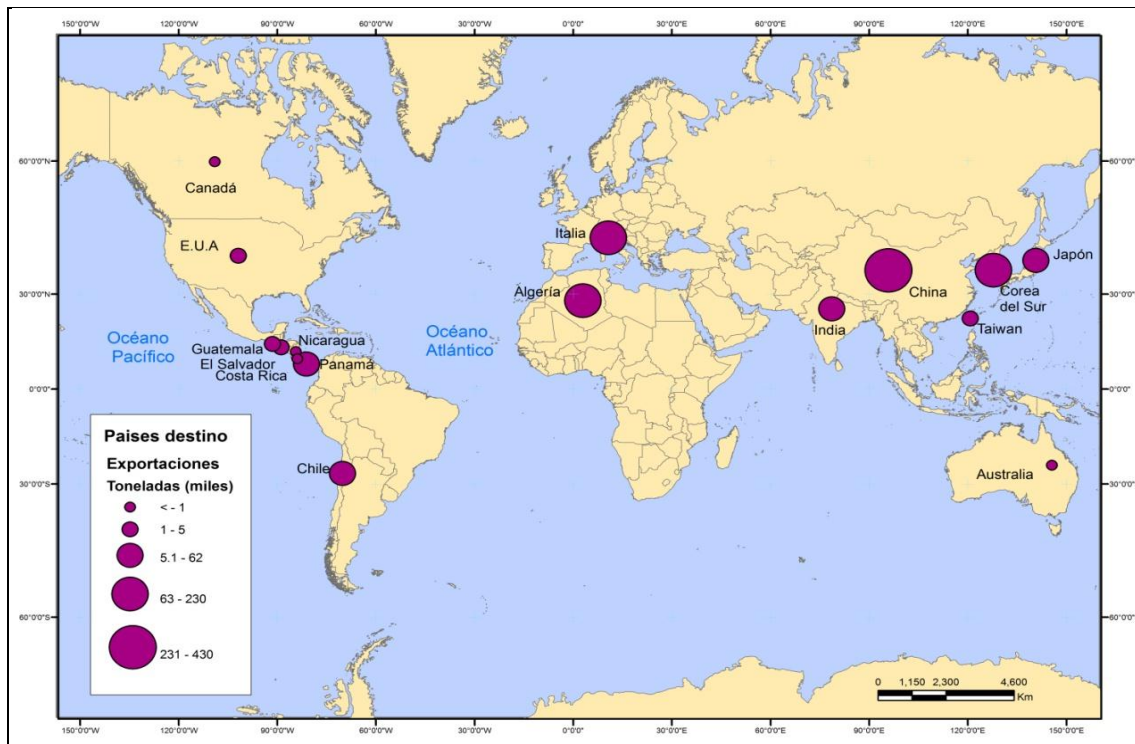 150°0'0"O 120°0'0"O 90°0'0"O 60°0'0"O 30°0'0"O 0°0'0" 30°0'0"E 60°0'0"E 90°0'0"E 120°0'0"E 150°0'0"E
60°0'0"N
60°0'0"N
Canadá
E.U.A
Italia
Japón
Algería
China
Corea
del Sur
30°0'0"N
30°0'0"N
India
Taiwan
Océano
Pacífico
Océano
Atlántico
Nicaragua
Guatemala
El Salvador
Panamá
Costa Rica
0°0'0"
0°0'0"
Chile
Australia
30°0'0"S
30°0'0"S
Paises destino
Exportaciones
Toneladas (miles)
< - 1
1 - 5
5.1 - 62
63 - 230
231 - 430
60°0'0"S
60°0'0"S
0 1,150 2,300 4,600
Km
150°0'0"O 120°0'0"O 90°0'0"O 60°0'0"O 30°0'0"O 0°0'0" 30°0'0"E 60°0'0"E 90°0'0"E 120°0'0"E 150°0'0"E